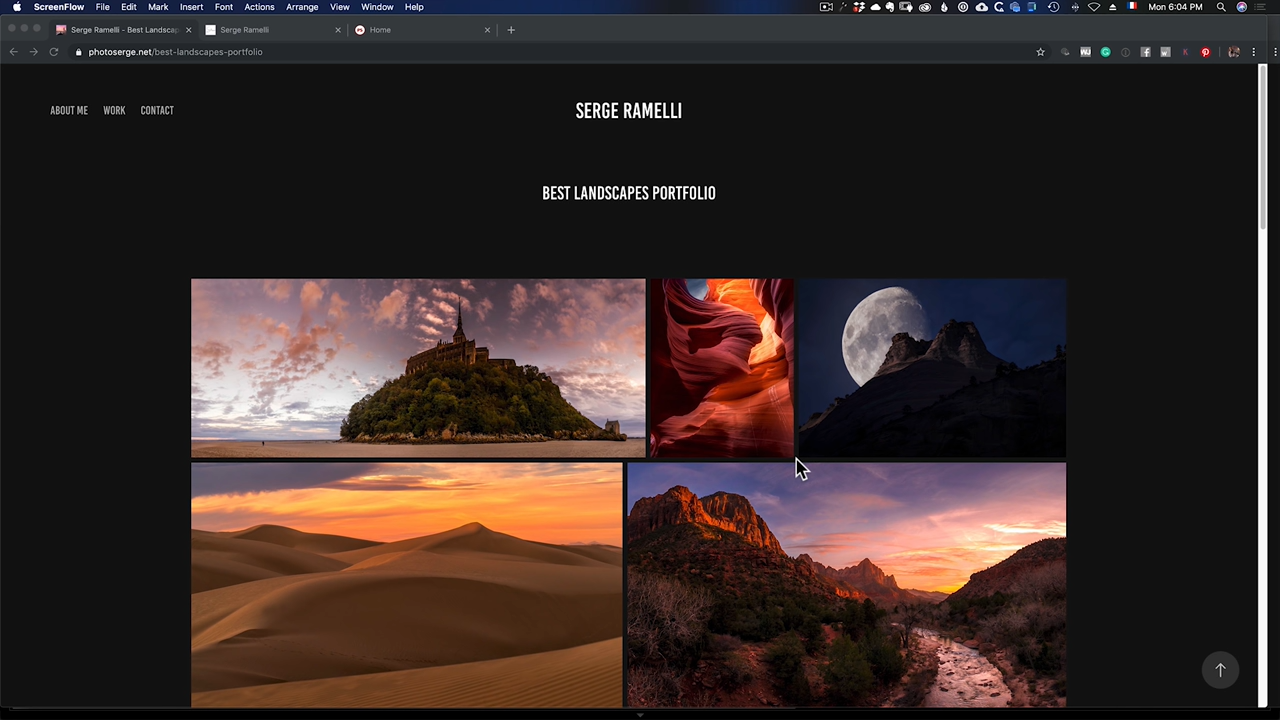 ScreenFlow File Edit Mark Insert Font Actions Arrange View Window Help Mon 6:04 PM
Serge Ramelli - Best Landscap Serge Ramelli Home
photoserge.net/best-landscapes-portfolio
ABOUT ME WORK CONTACT SERGE RAMELLI
BEST LANDSCAPES PORTFOLIO